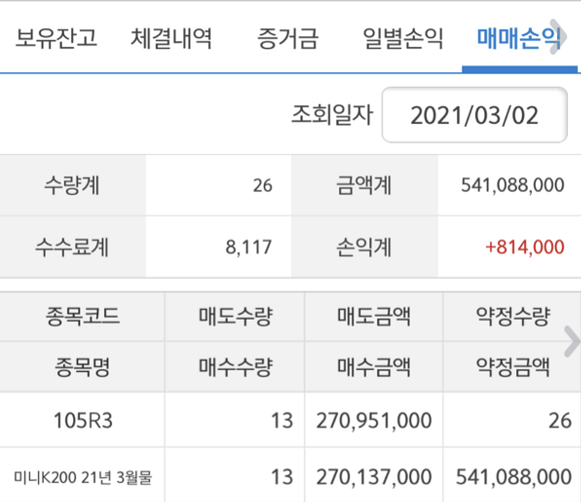 보유잔고 체결내역 증거금 일별손익 매매손익
조회일자 2021/03/02
수량계 26 금액계 541,088,000
수수료계 8,117 손익계 +814,000
종목코드 매도수량 매도금액 약정수량
종목명 매수수량 매수금액 약정금액
105R3 13 270,951,000 26
미니K200 21년 3월물 13 270,137,000 541,088,000